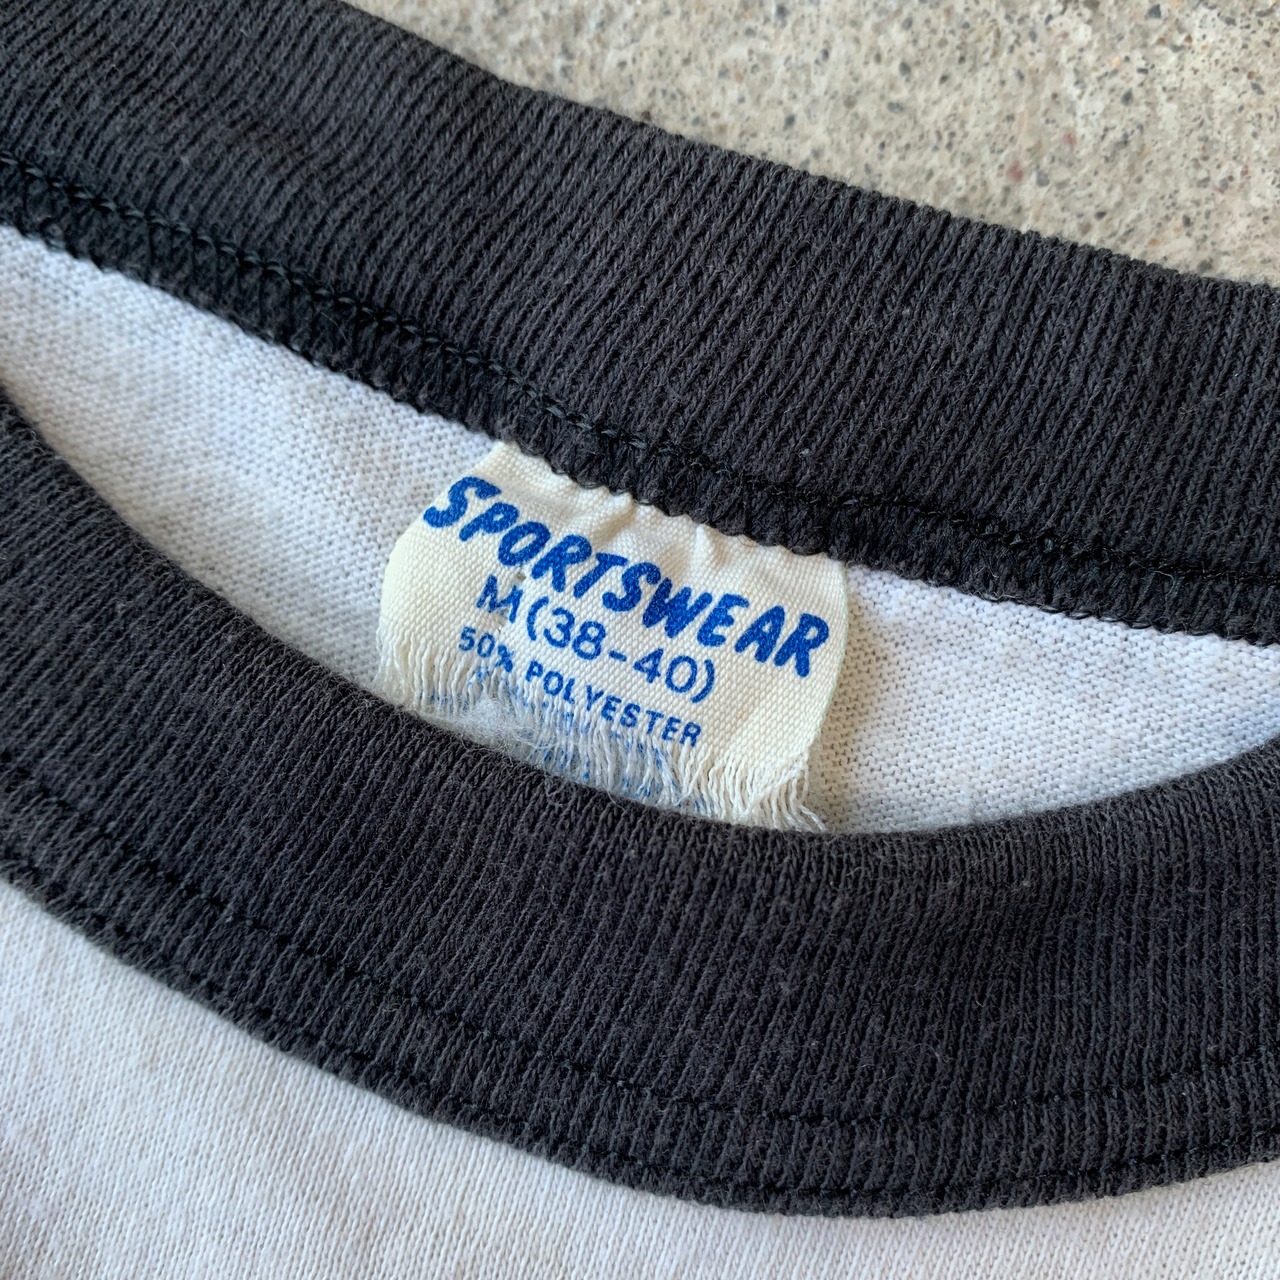 SPORTSWEAR
M (38-40)
50% POLYESTER